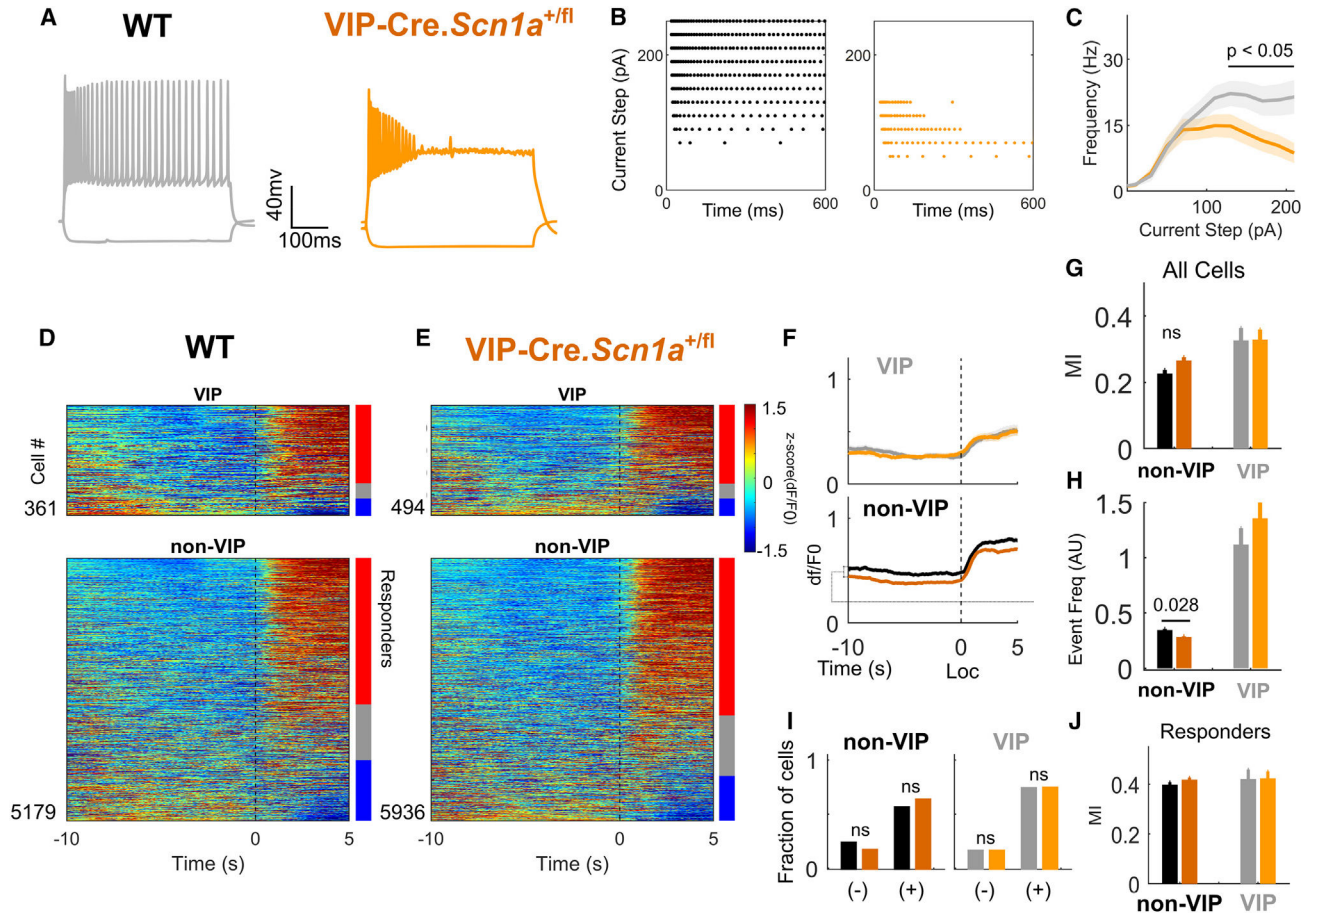 A
WT
VIP-Cre.Scn1a+/fl
40mv
100ms
B
Current Step (pA)
200
0
0
600
Time (ms)
200
0
0
600
Time (ms)
C
Frequency (Hz)
30
15
0
p < 0.05
0
100
200
Current Step (pA)
D
WT
VIP
Cell #
361
non-VIP
5179
Responders
-10
0
5
Time (s)
E
VIP-Cre.Scn1a+/fl
VIP
494
1.5
0
-1.5
z-score(dF/F0)
non-VIP
5936
-10
0
5
Time (s)
F
VIP
1
0
non-VIP
1
df/F0
0
-10
0
5
Time (s)
Loc
G
All Cells
MI
0.4
0.2
0
ns
non-VIP
VIP
H
Event Freq (AU)
1.5
1
0.5
0
0.028
non-VIP
VIP
I
non-VIP
VIP
Fraction of cells
1
0
ns
ns
ns
ns
(-)
(+)
(-)
(+)
J
Responders
MI
0.4
0.2
0
non-VIP
VIP